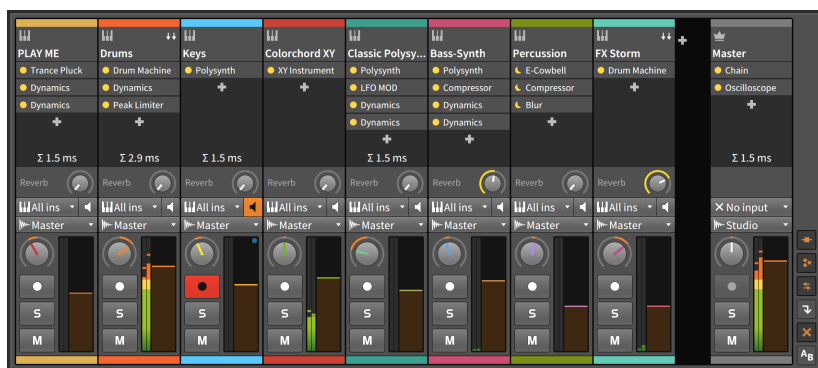 PLAY ME
Trance Pluck
Dynamics
Dynamics
Σ 1.5 ms
Reverb
All ins
Master
S
M
Drums
Drum Machine
Dynamics
Peak Limiter
Σ 2.9 ms
Reverb
All ins
Master
S
M
Keys
Polysynth
Σ 1.5 ms
Reverb
All ins
Master
S
M
Colorchord XY
XY Instrument
Reverb
All ins
Master
S
M
Classic Polysy...
Polysynth
LFO MOD
Dynamics
Dynamics
Σ 1.5 ms
Reverb
All ins
Master
S
M
Bass-Synth
Polysynth
Compressor
Dynamics
Dynamics
Reverb
All ins
Master
S
M
Percussion
E-Cowbell
Compressor
Blur
Reverb
All ins
Master
S
M
FX Storm
Drum Machine
Reverb
All ins
Master
S
M
Master
Chain
Oscilloscope
Σ 1.5 ms
No input
Studio
S
M
AB